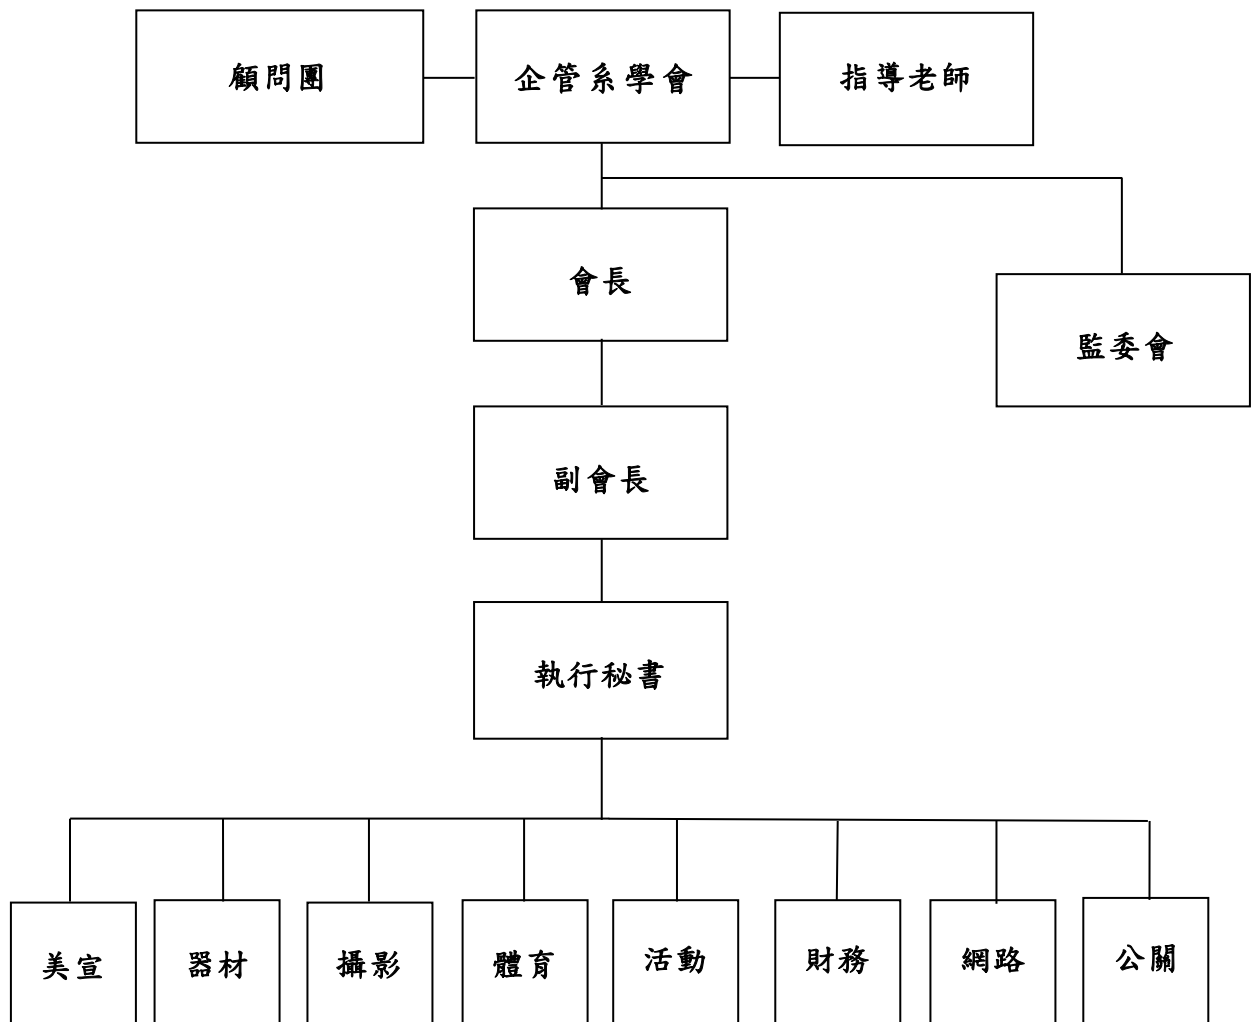 顧問團
企管系學會
指導老師
會長
監委會
副會長
執行秘書
美宣
器材
攝影
體育
活動
財務
網路
公關